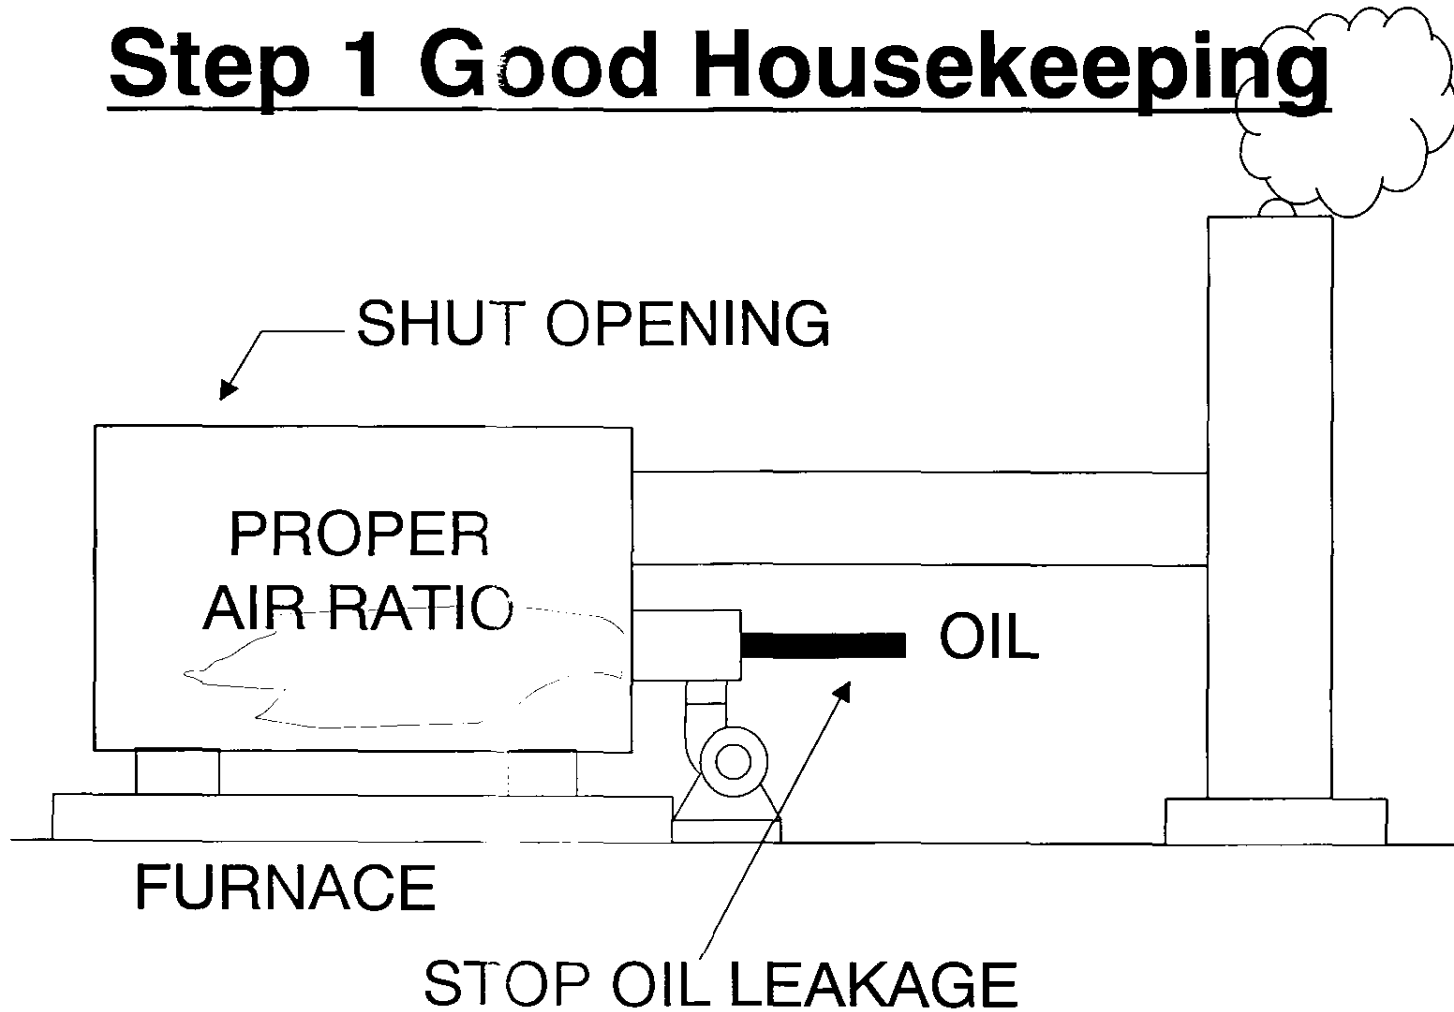 Step 1 Good Housekeeping
SHUT OPENING
PROPER
AIR RATIO
OIL
FURNACE
STOP OIL LEAKAGE